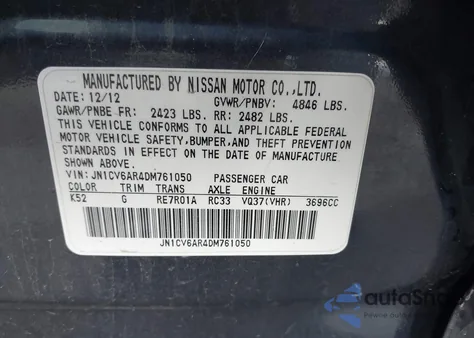 MANUFACTURED BY NISSAN MOTOR CO.,LTD.
DATE: 12/12 GVWR/PNBV: 4846 LBS.
GAWR/PNBE FR: 2423 LBS. RR: 2482 LBS.
THIS VEHICLE CONFORMS TO ALL APPLICABLE FEDERAL
MOTOR VEHICLE SAFETY,BUMPER,AND THEFT PREVENTION
STANDARDS IN EFFECT ON THE DATE OF MANUFACTURE
SHOWN ABOVE.
VIN: JN1CV6AR4DM761050 PASSENGER CAR
COLOR TRIM TRANS AXLE ENGINE
K52 G RE7R01A RC33 VQ37(VHR) 3696CC
JN1CV6AR4DM761050